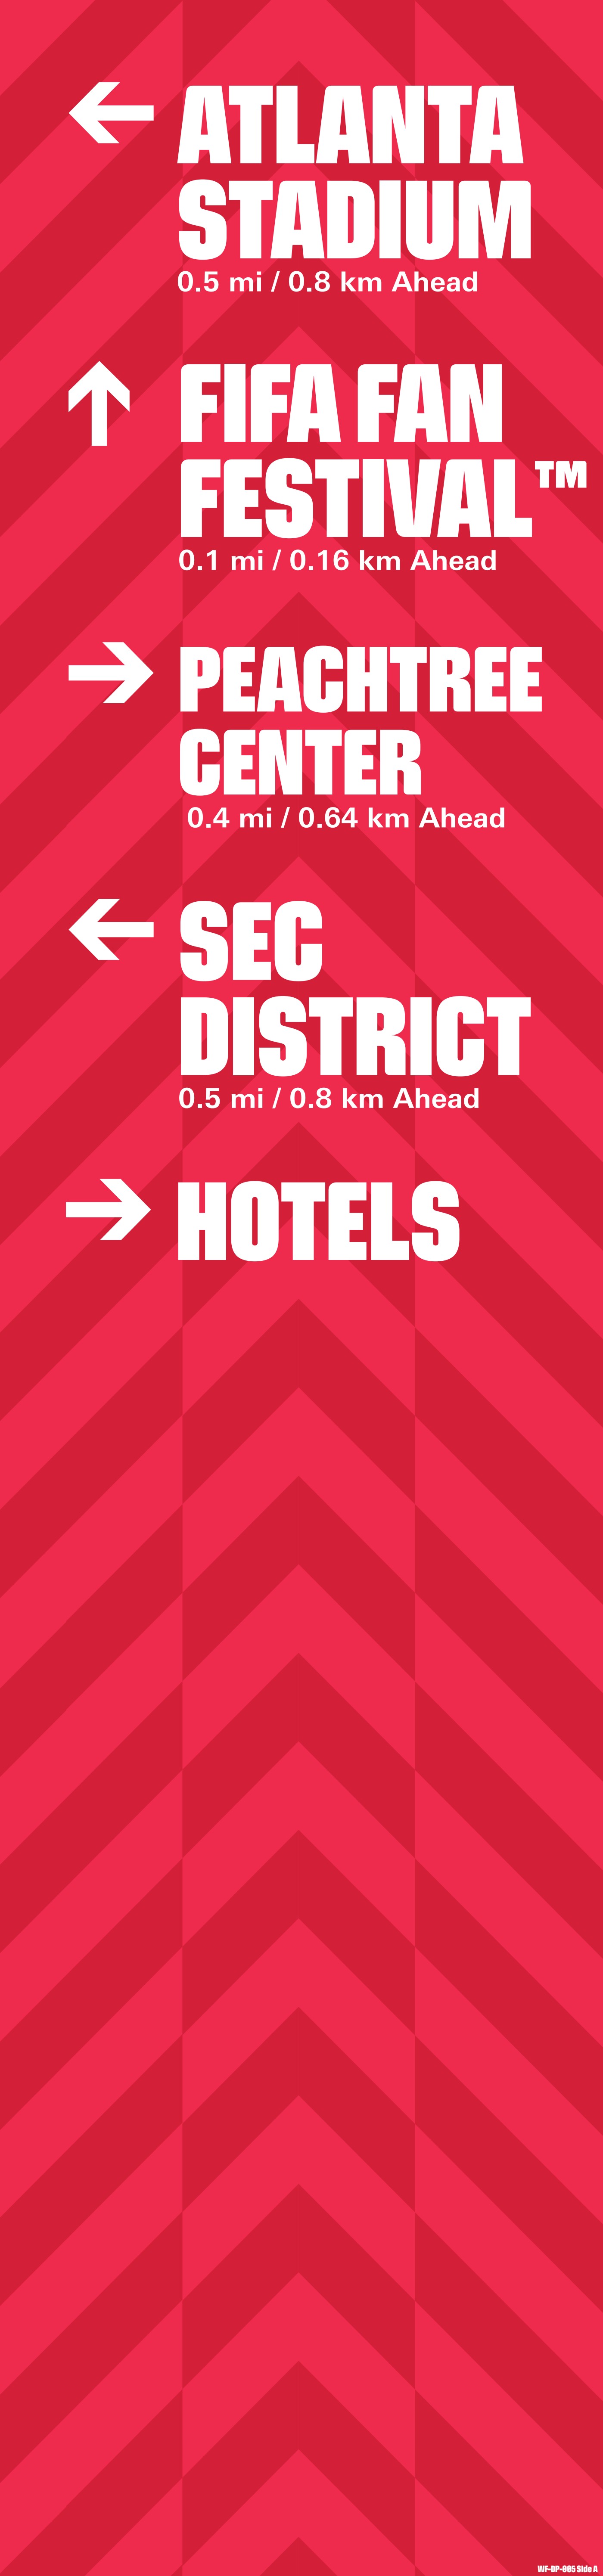 ← ATLANTA
STADIUM
0.5 mi / 0.8 km Ahead
↑ FIFA FAN
FESTIVAL™
0.1 mi / 0.16 km Ahead
→ PEACHTREE
CENTER
0.4 mi / 0.64 km Ahead
← SEC
DISTRICT
0.5 mi / 0.8 km Ahead
→ HOTELS
WF-DP-005 Side A